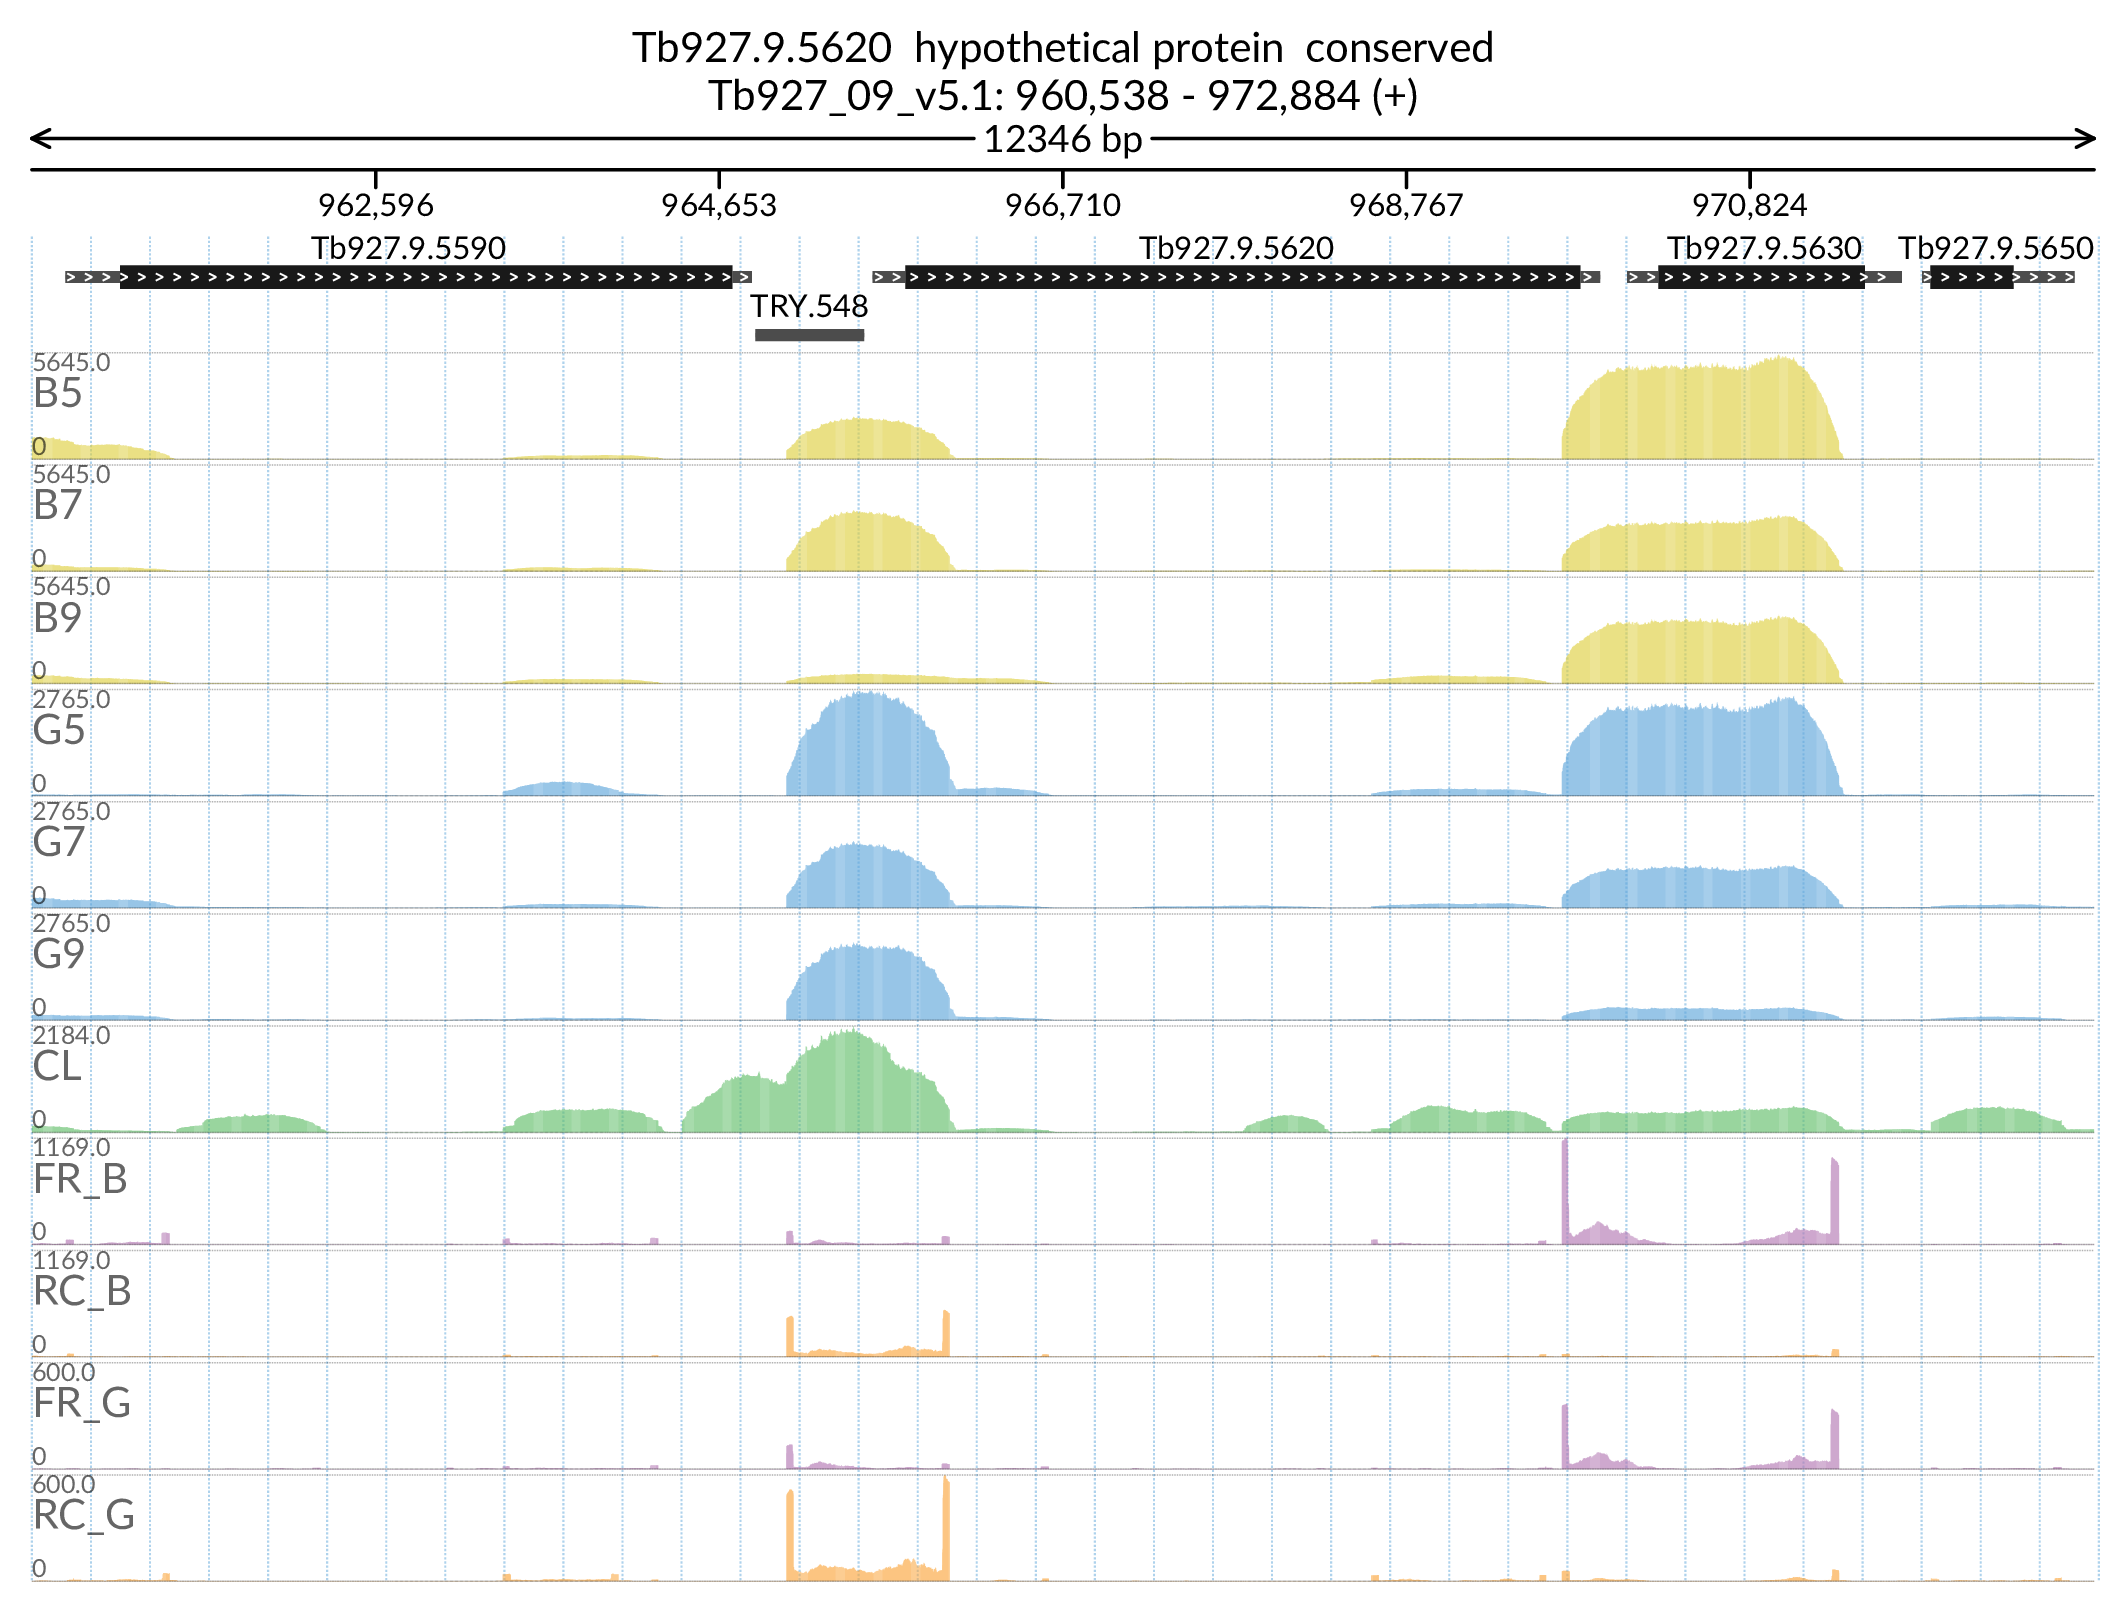 Tb927.9.5620  hypothetical protein  conserved
Tb927_09_v5.1: 960,538 - 972,884 (+)
12346 bp
962,596 964,653 966,710 968,767 970,824
Tb927.9.5590 Tb927.9.5620 Tb927.9.5630 Tb927.9.5650
TRY.548
5645.0
B5
0
5645.0
B7
0
5645.0
B9
0
2765.0
G5
0
2765.0
G7
0
2765.0
G9
0
2184.0
CL
0
1169.0
FR_B
0
1169.0
RC_B
0
600.0
FR_G
0
600.0
RC_G
0